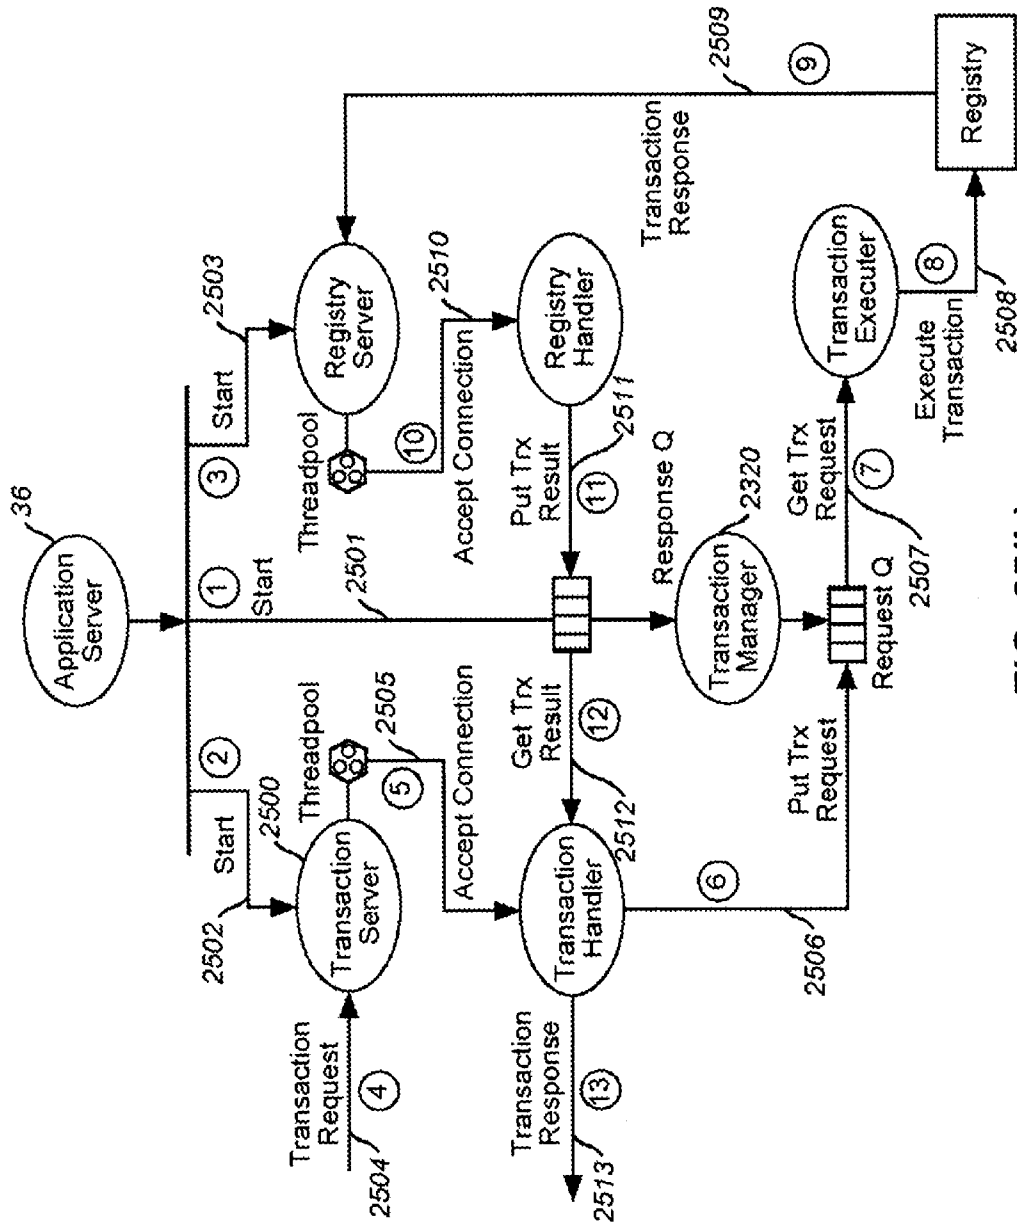 36
Application
Server
2
1
3
Start
2502
2500
Start
2501
Start
2503
Transaction
Request
4
2504
Transaction
Server
Threadpool
5
2505
Accept Connection
Threadpool
Registry
Server
10
2510
Accept Connection
2509
9
Transaction
Response
Transaction
Response
13
2513
Transaction
Handler
Get Trx
Result
12
2512
Put Trx
Result
11
2511
Registry
Handler
Response Q
Transaction
Manager
2320
6
2506
Put Trx
Request
Request Q
Get Trx
Request
7
2507
Transaction
Executer
Execute
Transaction
8
2508
Registry